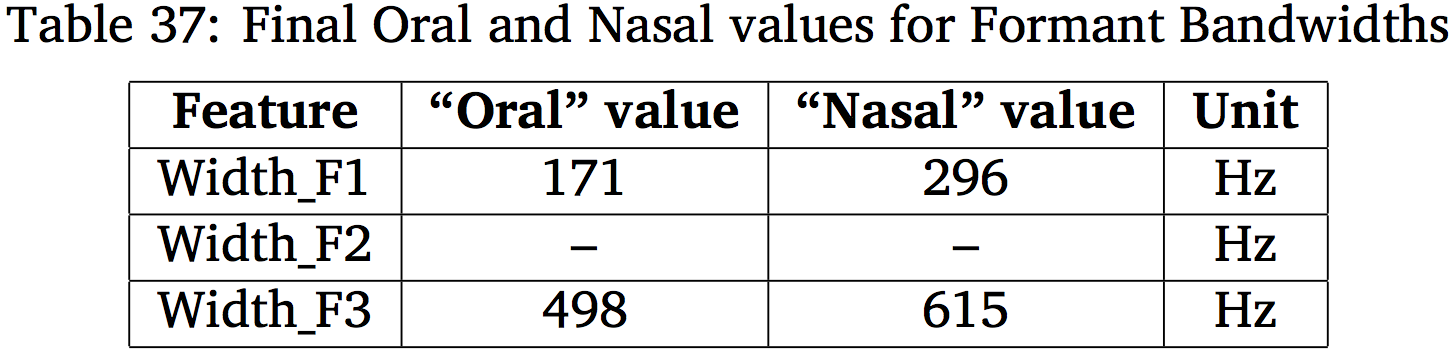 Table 37: Final Oral and Nasal values for Formant Bandwidths
Feature “Oral” value “Nasal” value Unit
Width_F1 171 296 Hz
Width_F2 – – Hz
Width_F3 498 615 Hz